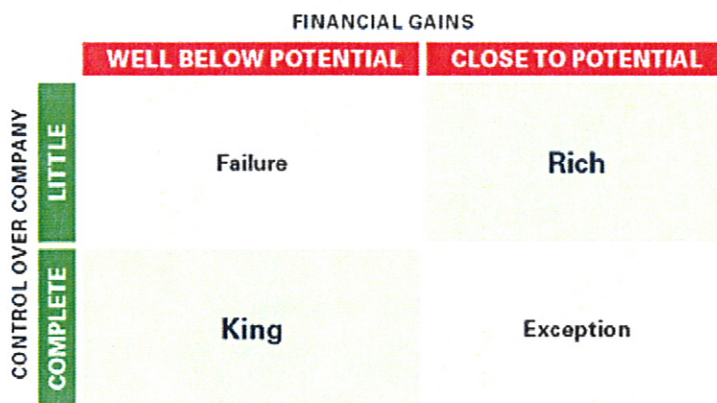 FINANCIAL GAINS
WELL BELOW POTENTIAL
CLOSE TO POTENTIAL
CONTROL OVER COMPANY
LITTLE
Failure
Rich
COMPLETE
King
Exception